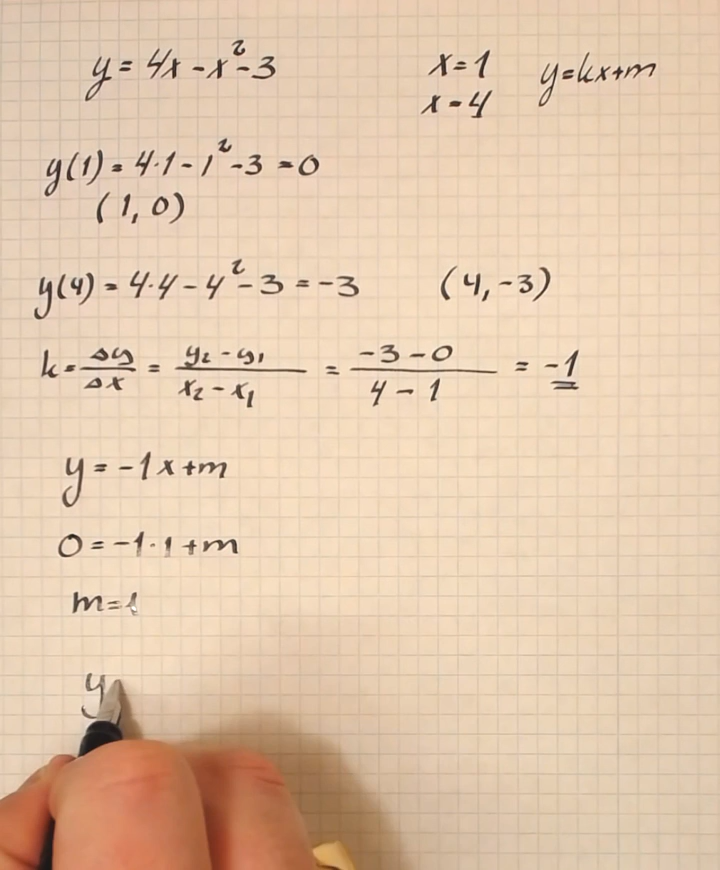 y = 4x - x² - 3 x = 1 y = kx + m
x = 4
y(1) = 4·1 - 1² - 3 = 0
(1, 0)
y(4) = 4·4 - 4² - 3 = -3 (4, -3)
k = Δy/Δx = (y₂ - y₁)/(x₂ - x₁) = (-3 - 0)/(4 - 1) = -1
y = -1x + m
0 = -1·1 + m
m = 1
y